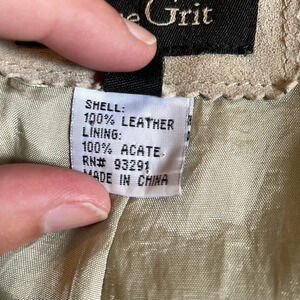 e Grit
SHELL:
100% LEATHER
LINING:
100% ACATE.
RN# 93291
MADE IN CHINA